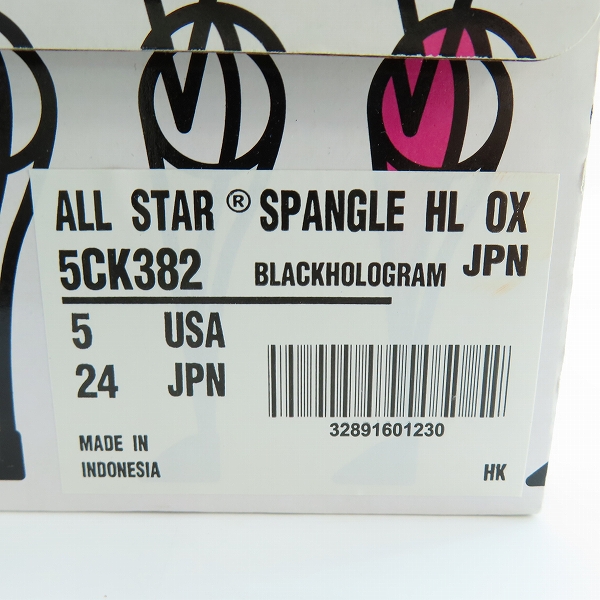 ALL STAR ® SPANGLE HL OX
5CK382 BLACKHOLOGRAM JPN
5 USA
24 JPN
32891601230
MADE IN
INDONESIA
HK